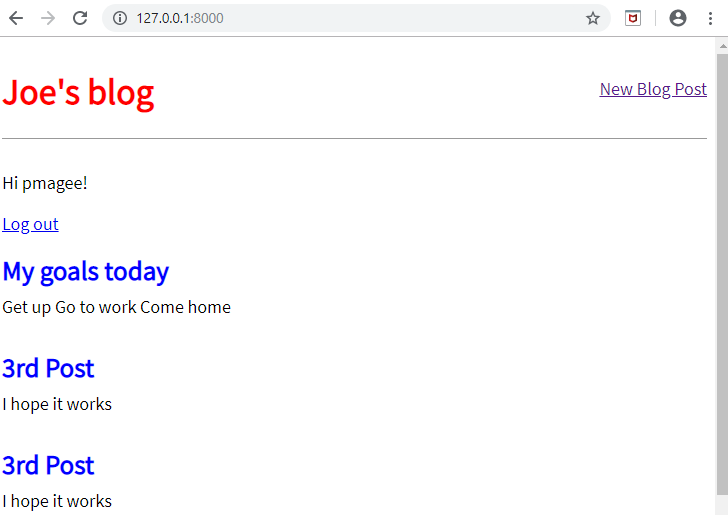 127.0.0.1:8000
Joe's blog
New Blog Post
Hi pmagee!
Log out
My goals today
Get up Go to work Come home
3rd Post
I hope it works
3rd Post
I hope it works